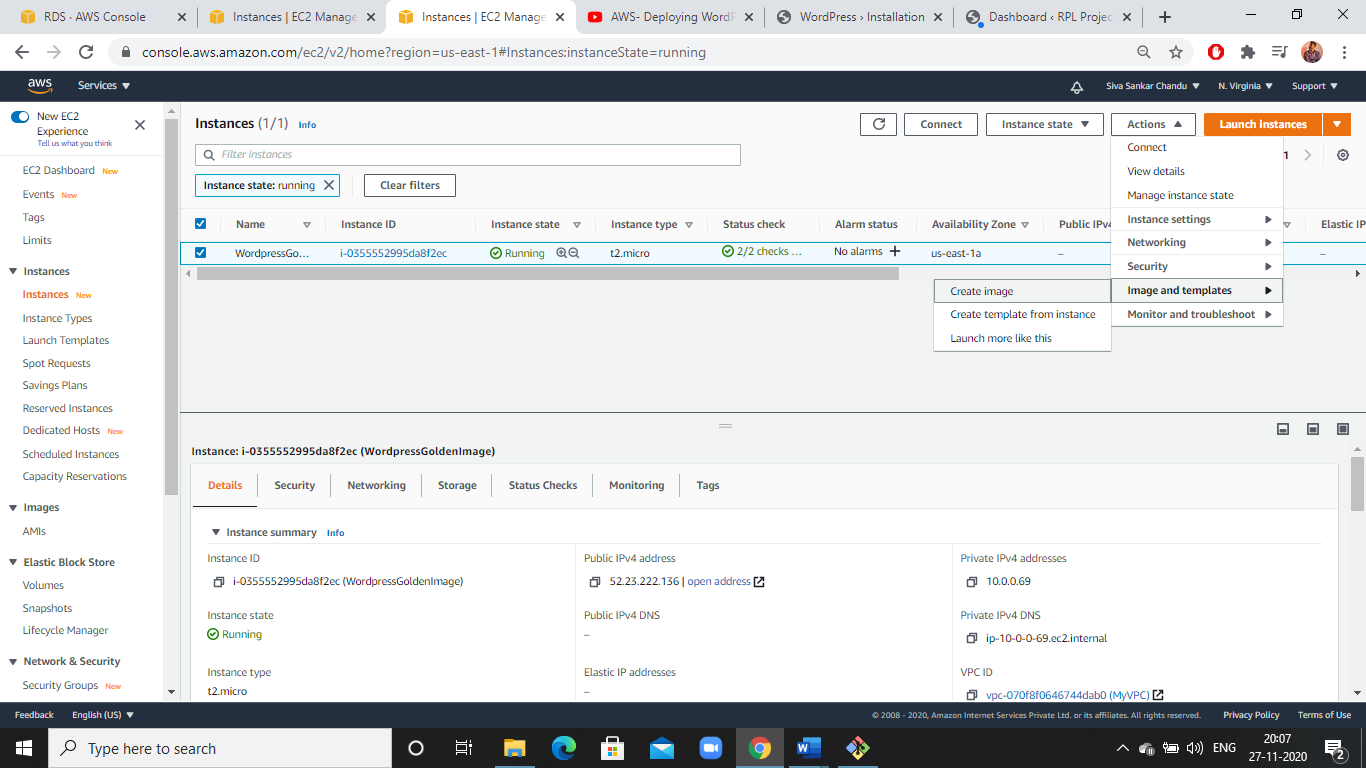 RDS · AWS Console
Instances | EC2 Manage
Instances | EC2 Manage
AWS- Deploying WordP
WordPress › Installation
Dashboard ‹ RPL Projec
console.aws.amazon.com/ec2/v2/home?region=us-east-1#Instances:instanceState=running
aws
Services
Siva Sankar Chandu
N. Virginia
Support
New EC2
Experience
Tell us what you think
EC2 Dashboard New
Events New
Tags
Limits
Instances
Instances New
Instance Types
Launch Templates
Spot Requests
Savings Plans
Reserved Instances
Dedicated Hosts New
Scheduled Instances
Capacity Reservations
Images
AMIs
Elastic Block Store
Volumes
Snapshots
Lifecycle Manager
Network & Security
Security Groups New
Instances (1/1) Info
Connect
Instance state
Actions
Launch instances
Filter instances
1
Instance state: running
Clear filters
Name
Instance ID
Instance state
Instance type
Status check
Alarm status
Availability Zone
Public IPv4
Elastic IP
WordpressGo...
i-0355552995da8f2ec
Running
t2.micro
2/2 checks ...
No alarms
us-east-1a
–
–
Connect
View details
Manage instance state
Instance settings
Networking
Security
Image and templates
Monitor and troubleshoot
Create image
Create template from instance
Launch more like this
Instance: i-0355552995da8f2ec (WordpressGoldenImage)
Details
Security
Networking
Storage
Status Checks
Monitoring
Tags
Instance summary Info
Instance ID
i-0355552995da8f2ec (WordpressGoldenImage)
Public IPv4 address
52.23.222.136 | open address
Private IPv4 addresses
10.0.0.69
Instance state
Running
Public IPv4 DNS
–
Private IPv4 DNS
ip-10-0-0-69.ec2.internal
Instance type
t2.micro
Elastic IP addresses
–
VPC ID
vpc-070f8f0646744dab0 (MyVPC)
Feedback
English (US)
© 2008 - 2020, Amazon Internet Services Private Ltd. or its affiliates. All rights reserved.
Privacy Policy
Terms of Use
Type here to search
ENG
20:07
27-11-2020
2